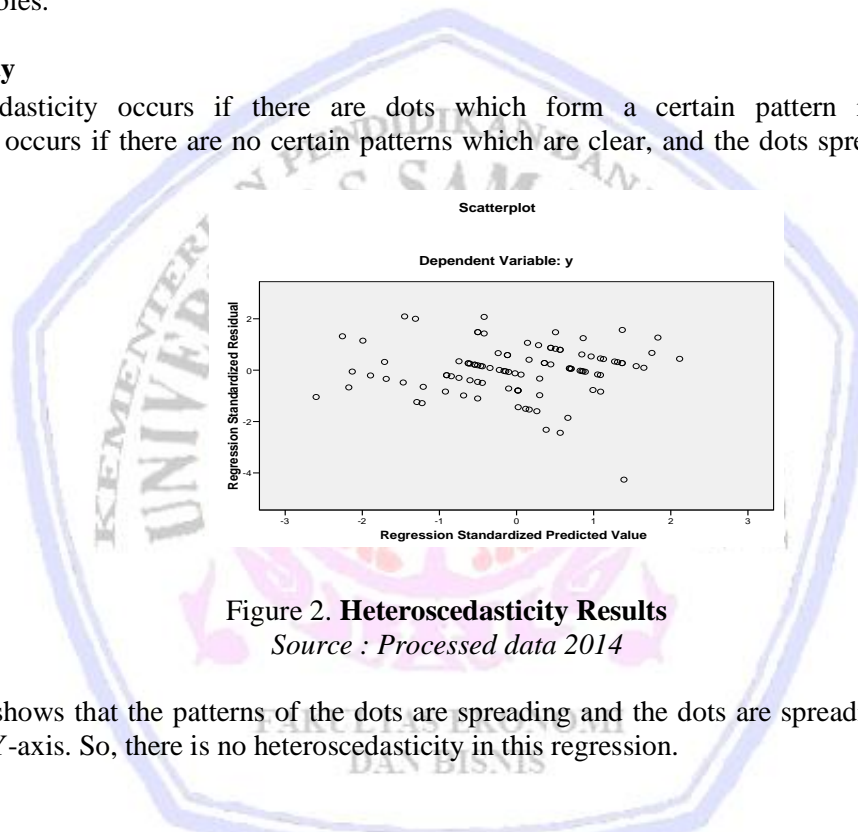 y
dasticity occurs if there are dots which form a certain pattern
occurs if there are no certain patterns which are clear, and the dots spre
Scatterplot
Dependent Variable: y
Regression Standardized Residual
2
0
-2
-4
-3 -2 -1 0 1 2 3
Regression Standardized Predicted Value
Figure 2. Heteroscedasticity Results
Source : Processed data 2014
shows that the patterns of the dots are spreading and the dots are spread
Y-axis. So, there is no heteroscedasticity in this regression.
FAKULTAS EKONOMI
DAN BISNIS